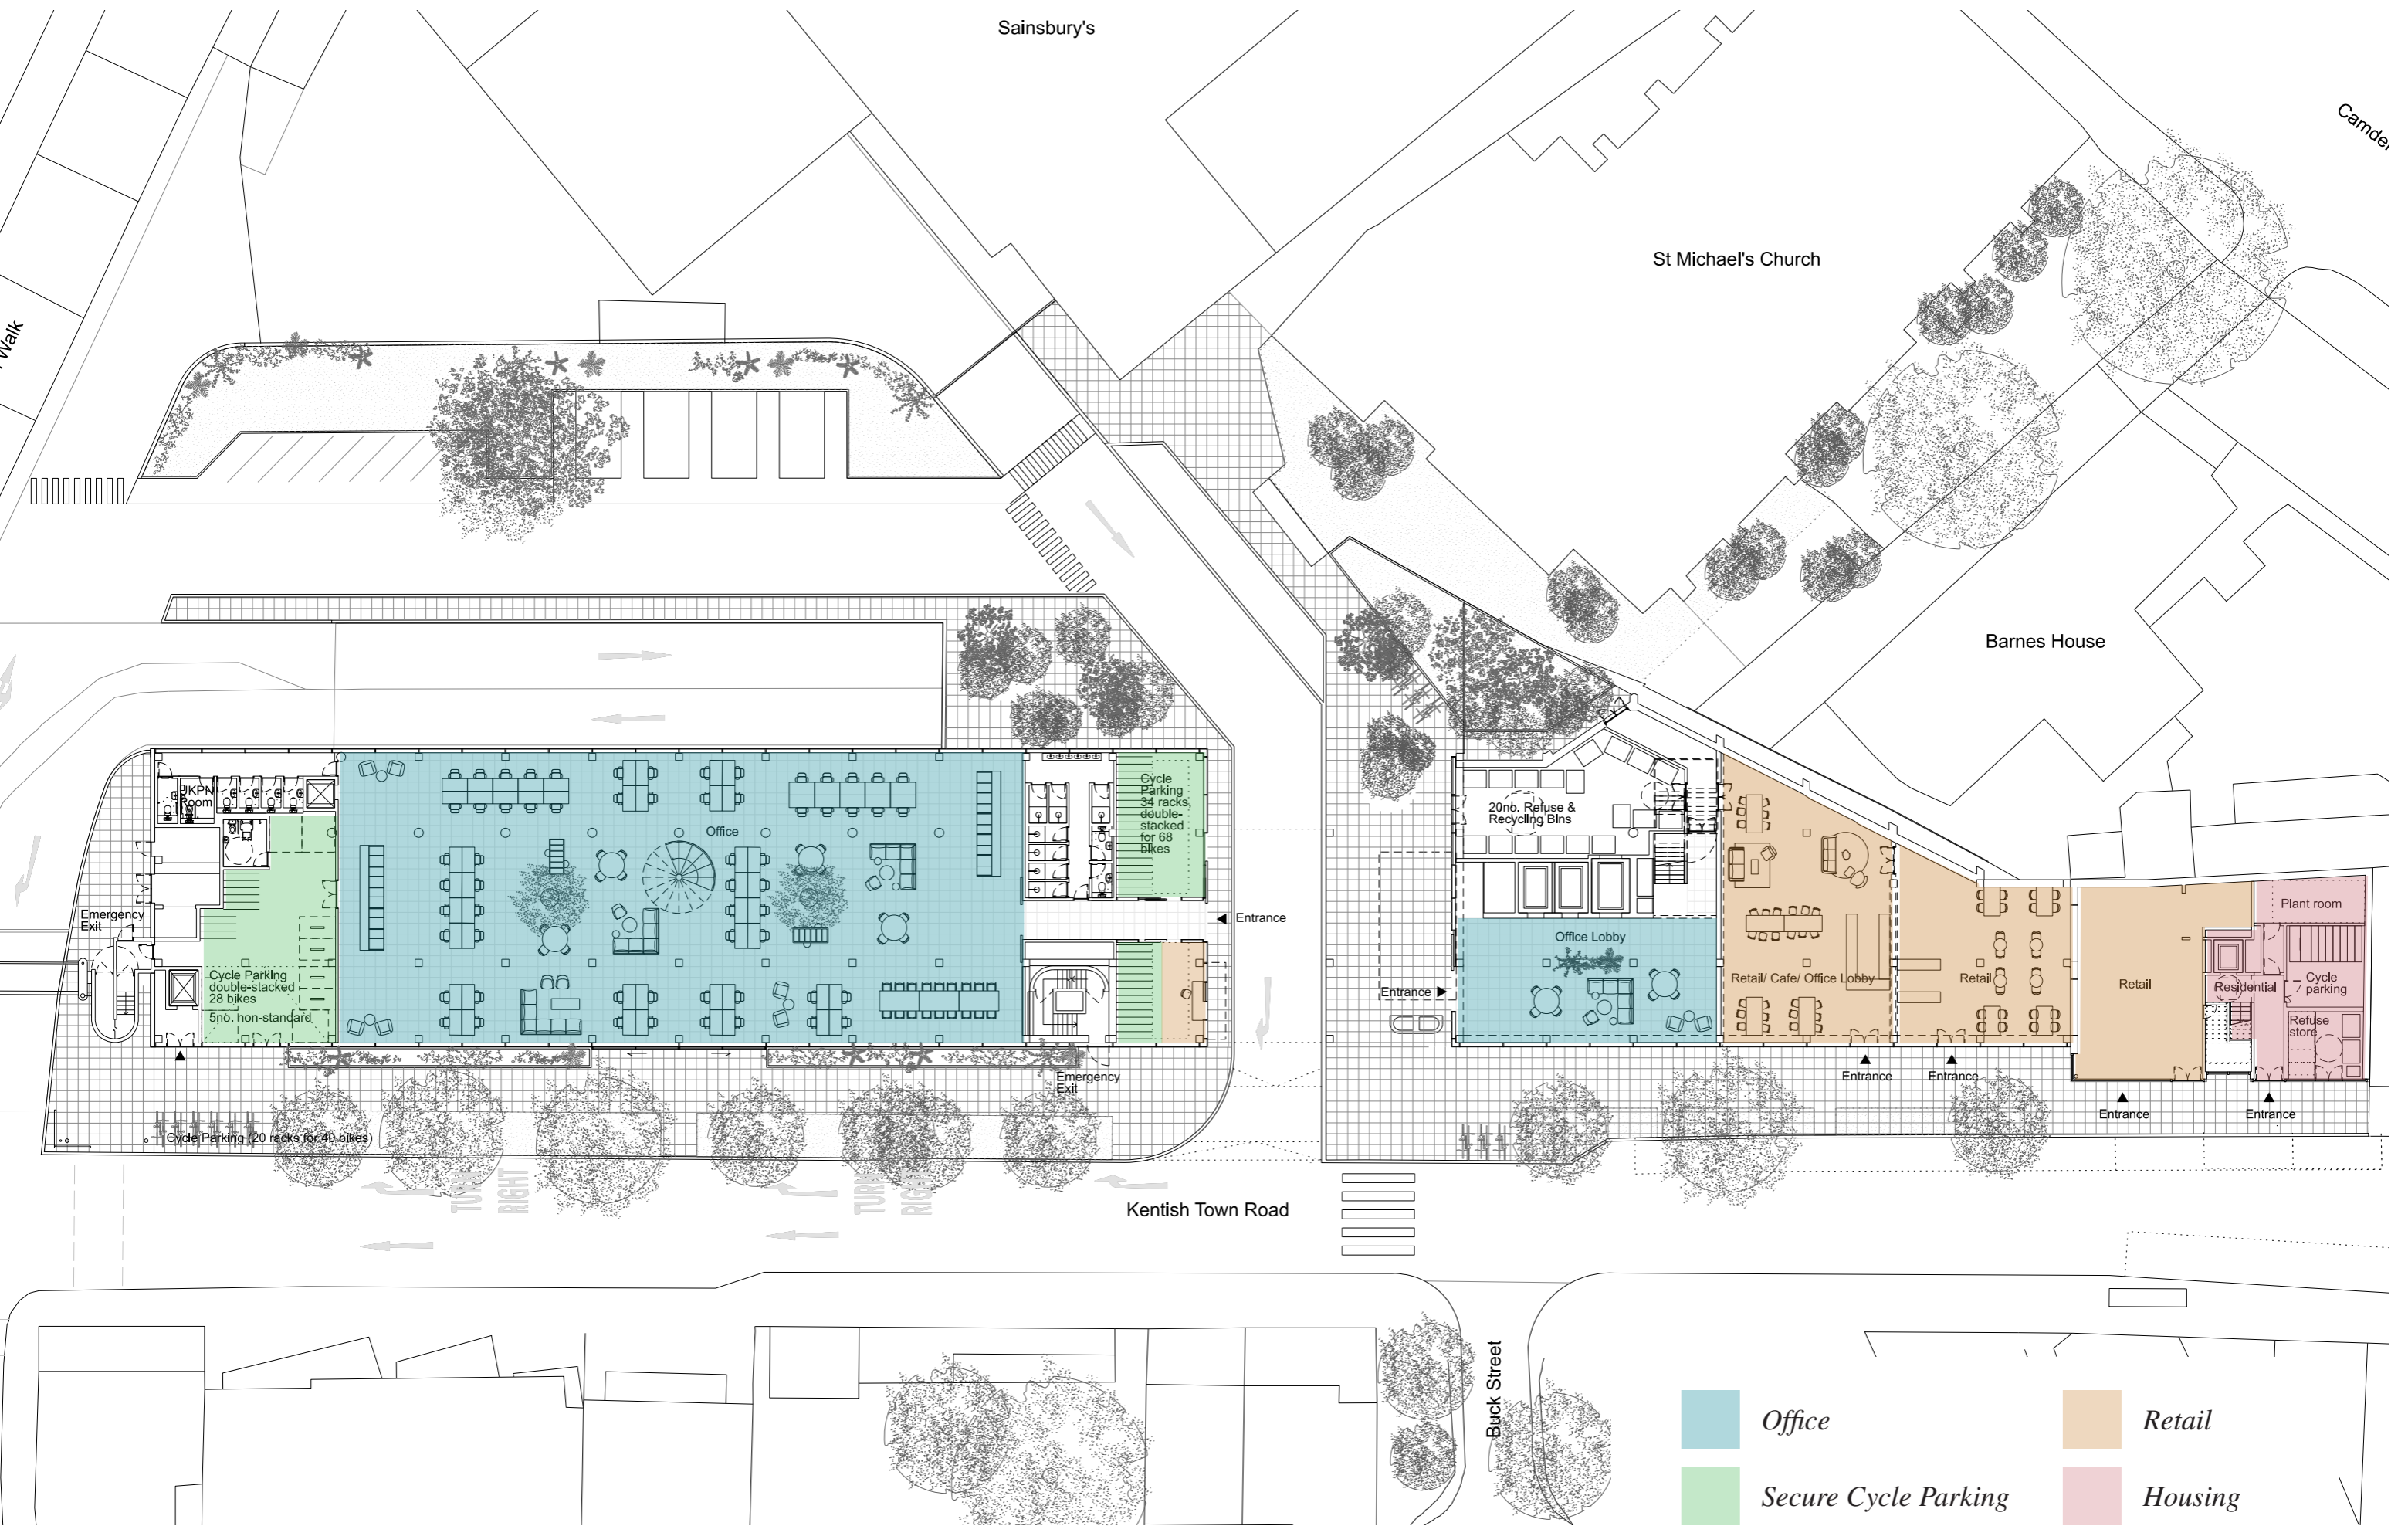 Sainsbury's
Walk
St Michael's Church
Barnes House
UKPN
Room
Office
Cycle
Parking
34 racks,
double-
stacked
for 68
bikes
20no. Refuse &
Recycling Bins
Emergency
Exit
Entrance
Cycle Parking
double-stacked
28 bikes
5no. non-standard
Office Lobby
Entrance
Retail/ Cafe/ Office Lobby
Retail
Retail
Plant room
Cycle
parking
Residential
Refuse
store
Emergency
Exit
Entrance
Entrance
Entrance
Entrance
Cycle Parking (20 racks for 40 bikes)
TURN
RIGHT
TURN
RIGHT
Kentish Town Road
Buck Street
Office
Retail
Secure Cycle Parking
Housing